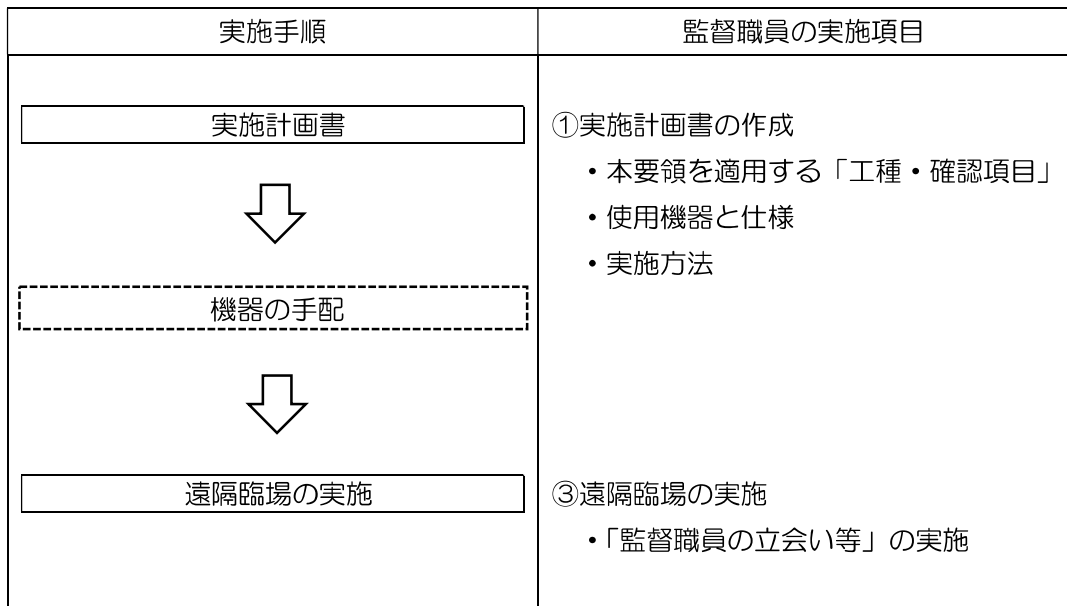 実施手順
監督職員の実施項目
実施計画書
①実施計画書の作成
・本要領を適用する「工種・確認項目」
・使用機器と仕様
・実施方法
機器の手配
遠隔臨場の実施
③遠隔臨場の実施
・「監督職員の立会い等」の実施